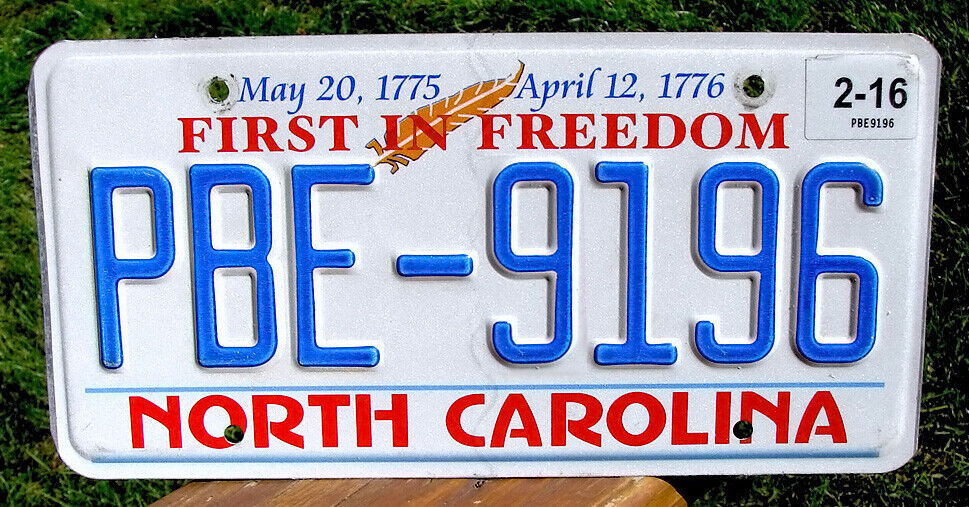 May 20, 1775 April 12, 1776
2-16
PBE9196
FIRST IN FREEDOM
PBE-9196
NORTH CAROLINA